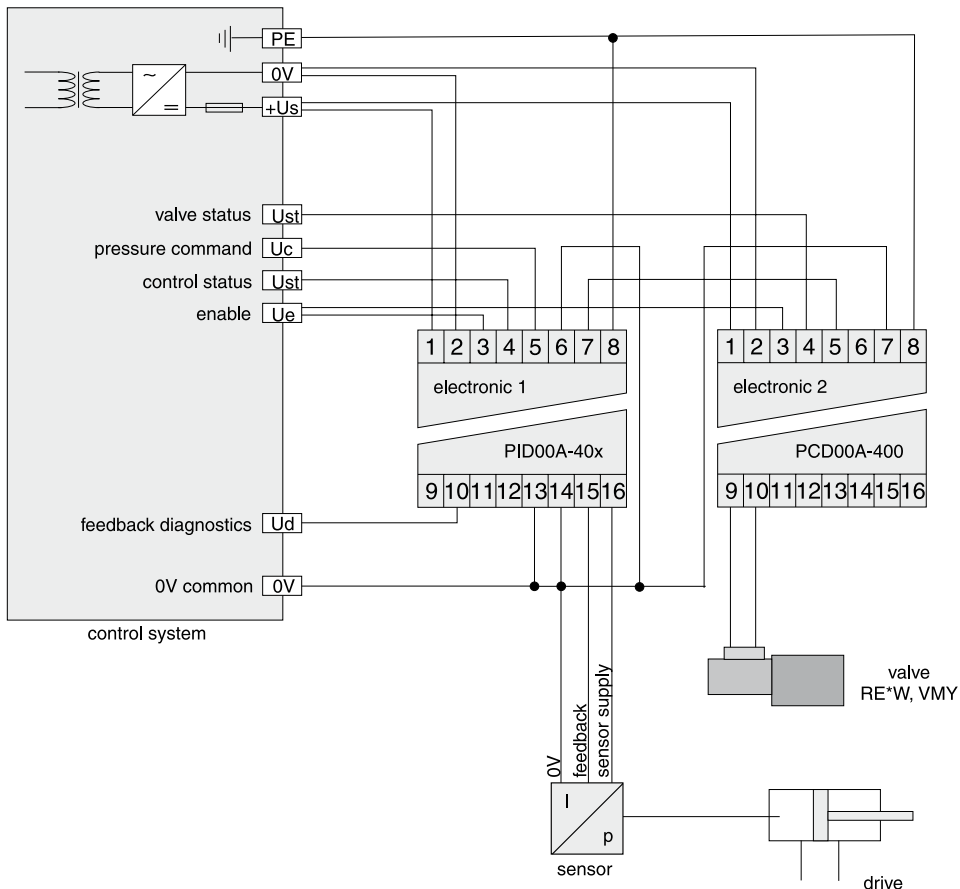 PE
0V
~
=
+Us
valve status Ust
pressure command Uc
control status Ust
enable Ue
1 2 3 4 5 6 7 8
electronic 1
PID00A-40x
9 10 11 12 13 14 15 16
1 2 3 4 5 6 7 8
electronic 2
PCD00A-400
9 10 11 12 13 14 15 16
feedback diagnostics Ud
0V common 0V
control system
valve
RE*W, VMY
0V
feedback
sensor supply
I
p
sensor
drive